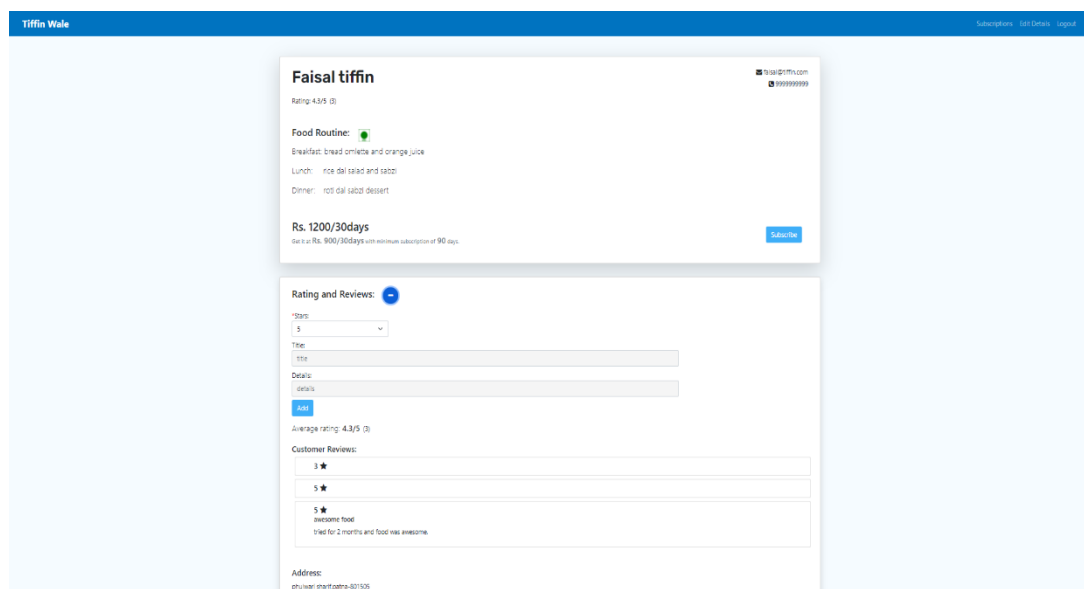 Tiffin Wale
Subscriptions Edit Details Logout
Faisal tiffin
faisal@tiffin.com
9999999999
Rating: 4.3/5 (3)
Food Routine:
Breakfast: bread omlette and orange juice
Lunch: rice dal salad and sabzi
Dinner: roti dal sabzi dessert
Rs. 1200/30days
Get it at Rs. 900/30days with minimum subscription of 90 days.
Subscribe
Rating and Reviews: -
*Stars:
5
Title:
title
Details:
details
Add
Average rating: 4.3/5 (3)
Customer Reviews:
3 ★
5 ★
5 ★
awesome food
tried for 2 months and food was awesome.
Address:
phulwari sharif,patna-801505